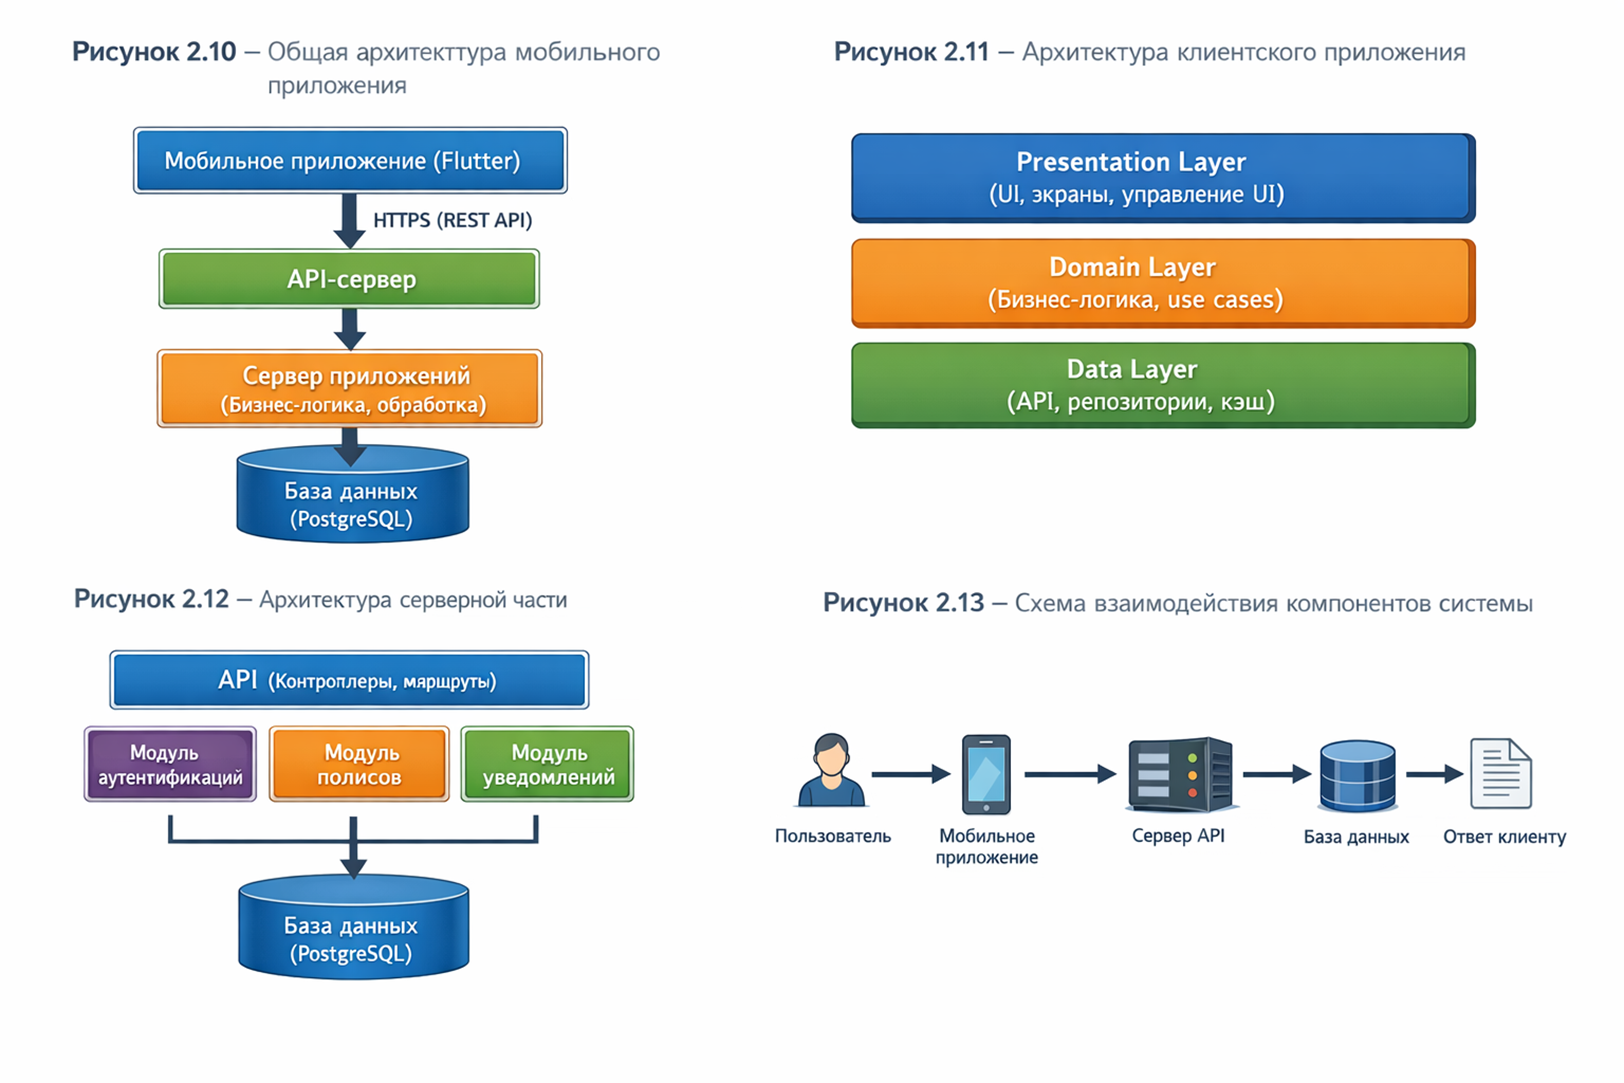 Рисунок 2.10 – Общая архитекттура мобильного
приложения
Мобильное приложение (Flutter)
HTTPS (REST API)
API-сервер
Сервер приложений
(Бизнес-логика, обработка)
База данных
(PostgreSQL)
Рисунок 2.11 – Архитектура клиентского приложения
Presentation Layer
(UI, экраны, управление UI)
Domain Layer
(Бизнес-логика, use cases)
Data Layer
(API, репозитории, кэш)
Рисунок 2.12 – Архитектура серверной части
API (Контроплеры, маршруты)
Модуль
аутентификаций
Модуль
полисов
Модуль
уведомлений
База данных
(PostgreSQL)
Рисунок 2.13 – Схема взаимодействия компонентов системы
Пользователь
Мобильное
приложение
Сервер API
База данных
Ответ клиенту